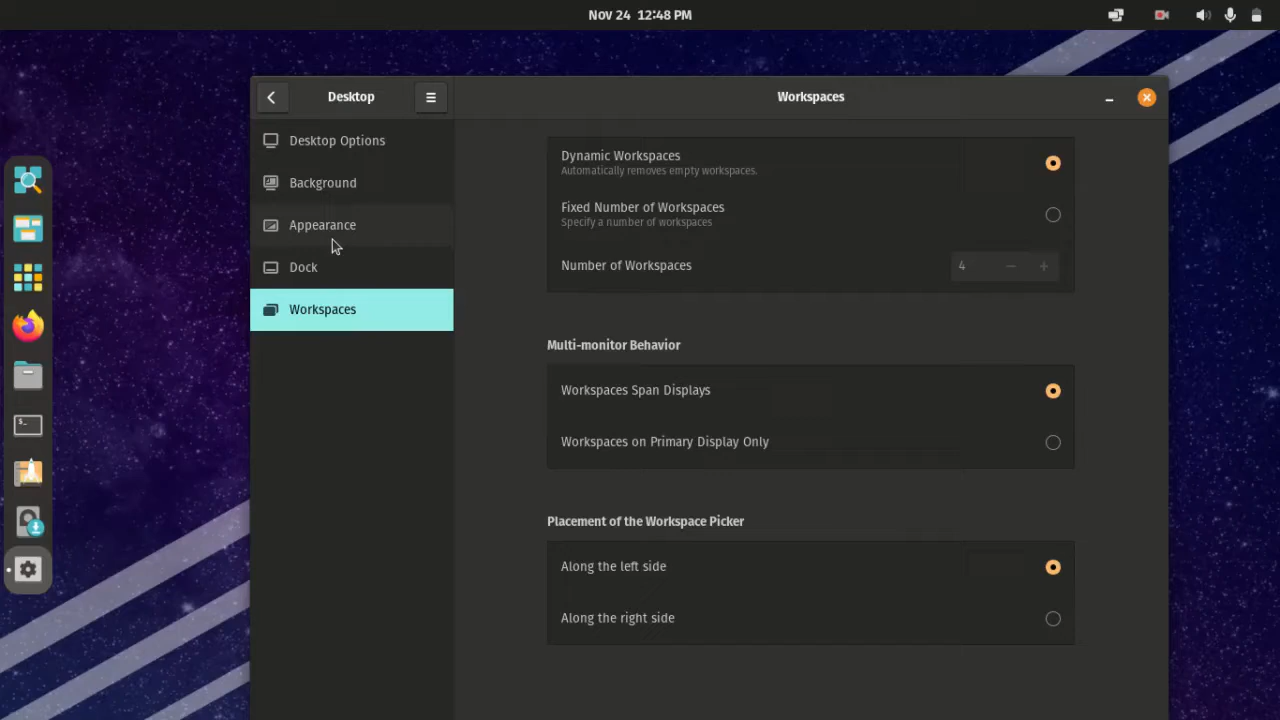 Nov 24 12:48 PM
Desktop
Workspaces
Desktop Options
Background
Appearance
Dock
Workspaces
Dynamic Workspaces
Automatically removes empty workspaces.
Fixed Number of Workspaces
Specify a number of workspaces
Number of Workspaces
4
Multi-monitor Behavior
Workspaces Span Displays
Workspaces on Primary Display Only
Placement of the Workspace Picker
Along the left side
Along the right side